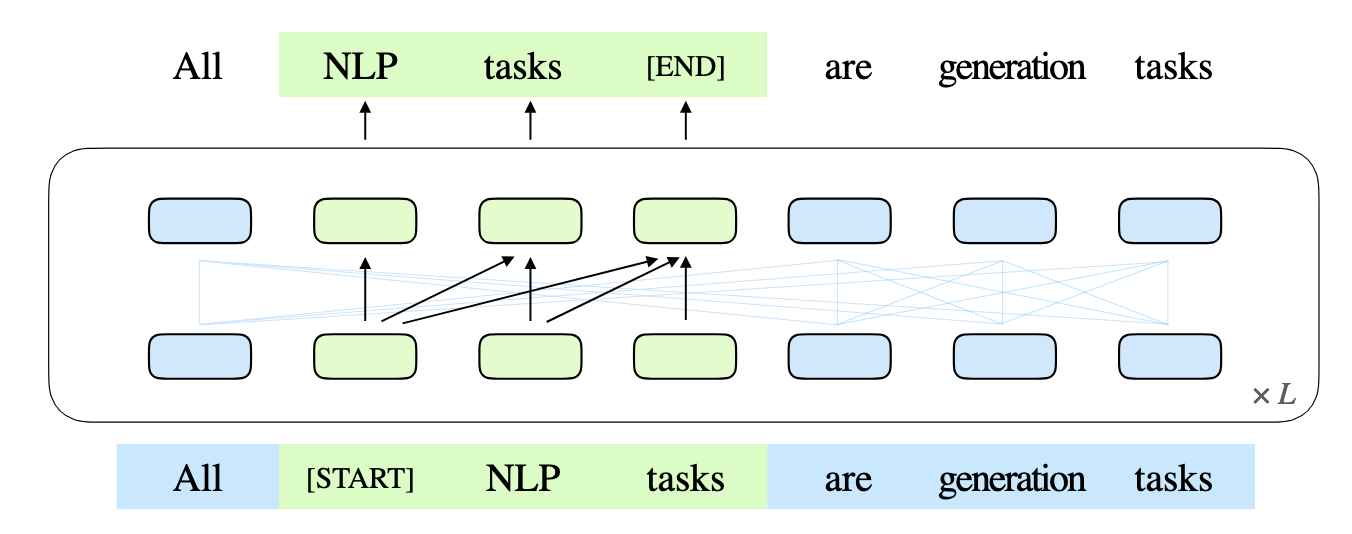 All NLP tasks [END] are generation tasks
× L
All [START] NLP tasks are generation tasks